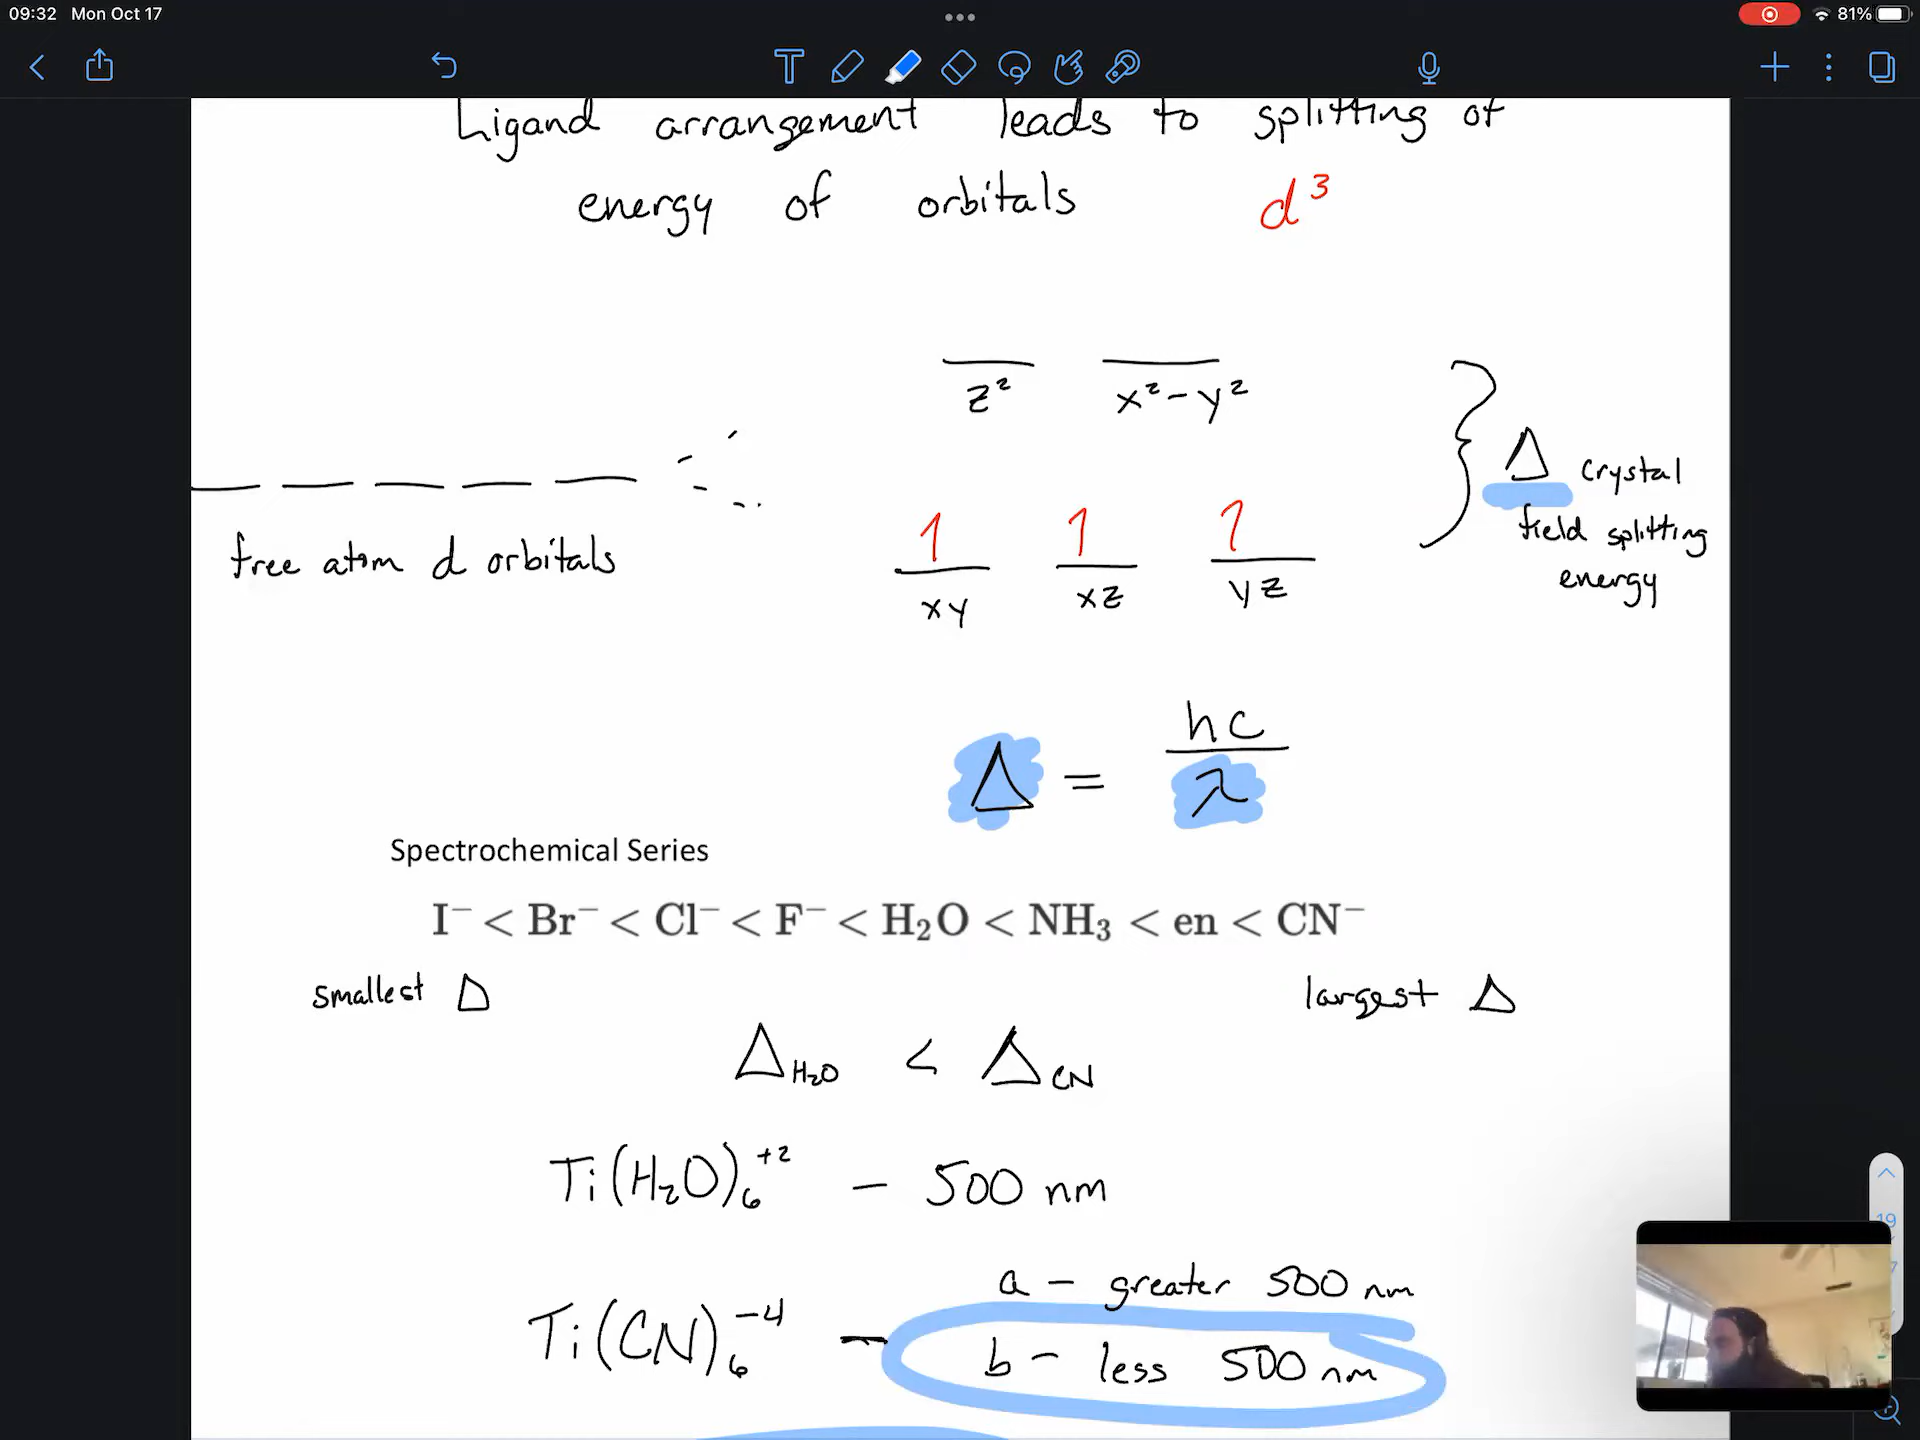 09:32 Mon Oct 17
81%
Ligand arrangement leads to splitting of
energy of orbitals d³
z² x²-y²
Δ crystal
field splitting
energy
free atom d orbitals
1 1 1
xy xz yz
Δ = hc/λ
Spectrochemical Series
I⁻ < Br⁻ < Cl⁻ < F⁻ < H₂O < NH₃ < en < CN⁻
smallest Δ largest Δ
Δ H₂O < Δ CN
Ti(H₂O)₆⁺² – 500 nm
a – greater 500 nm
Ti(CN)₆⁻⁴ – b – less 500 nm
19